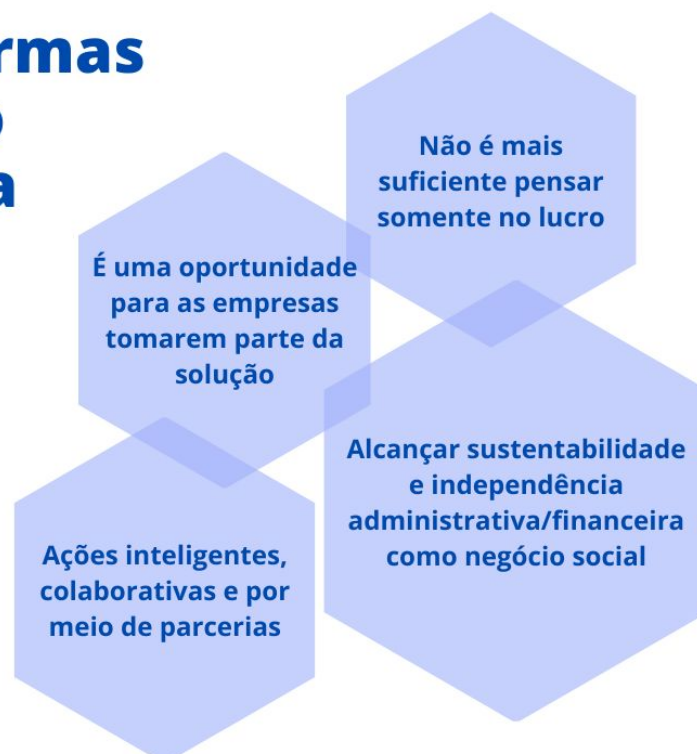 rmas
a
Não é mais
suficiente pensar
somente no lucro
É uma oportunidade
para as empresas
tomarem parte da
solução
Alcançar sustentabilidade
e independência
administrativa/financeira
como negócio social
Ações inteligentes,
colaborativas e por
meio de parcerias